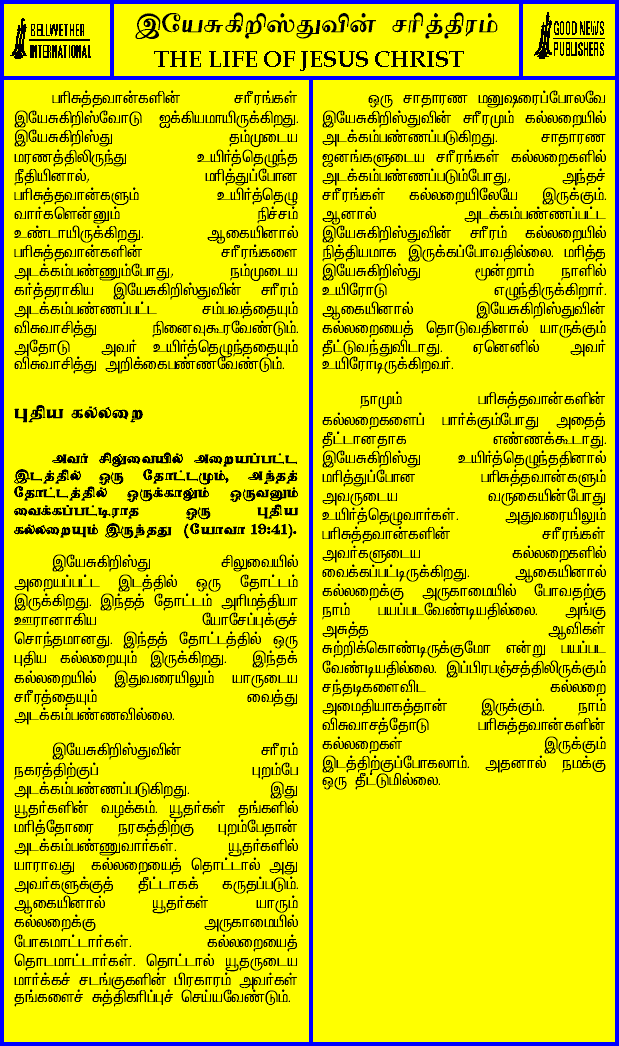 BELLWETHER
INTERNATIONAL
இயேசுகிறிஸ்துவின் சரித்திரம்
THE LIFE OF JESUS CHRIST
GOOD NEWS
PUBLISHERS
பரிசுத்தவான்களின் சரீரங்கள்
இயேசுகிறிஸ்வோடு ஐக்கியமாயிருக்கிறது.
இயேசுகிறிஸ்து தம்முடைய
மரணத்திலிருந்து உயிர்த்தெழுந்த
நீதியினால், மரித்துப்போன
பரிசுத்தவான்களும் உயிர்த்தெழு
வார்களென்னும் நிச்சம்
உண்டாயிருக்கிறது. ஆகையினால்
பரிசுத்தவான்களின் சரீரங்களை
அடக்கம்பண்ணும்போது, நம்முடைய
கர்த்தராகிய இயேசுகிறிஸ்துவின் சரீரம்
அடக்கம்பண்ணப்பட்ட சம்பவத்தையும்
விசுவாசித்து நினைவுகூரவேண்டும்.
அதோடு அவர் உயிர்த்தெழுந்ததையும்
விசுவாசித்து அறிக்கைபண்ணவேண்டும்.
புதிய கல்லறை
அவர் சிலுவையில் அறையப்பட்ட
இடத்தில் ஒரு தோட்டமும், அந்தத்
தோட்டத்தில் ஒருக்காலும் ஒருவனும்
வைக்கப்பட்டிராத ஒரு புதிய
கல்லறையும் இருந்தது (யோவா 19:41).
இயேசுகிறிஸ்து சிலுவையில்
அறையப்பட்ட இடத்தில் ஒரு தோட்டம்
இருக்கிறது. இந்தத் தோட்டம் அரிமத்தியா
ஊரானாகிய யோசேப்புக்குச்
சொந்தமானது. இந்தத் தோட்டத்தில் ஒரு
புதிய கல்லறையும் இருக்கிறது. இந்தக்
கல்லறையில் இதுவரையிலும் யாருடைய
சரீரத்தையும் வைத்து
அடக்கம்பண்ணவில்லை.
இயேசுகிறிஸ்துவின் சரீரம்
நகரத்திற்குப் புறம்பே
அடக்கம்பண்ணப்படுகிறது. இது
யூதர்களின் வழக்கம். யூதர்கள் தங்களில்
மரித்தோரை நரகத்திற்கு புறம்பேதான்
அடக்கம்பண்ணுவார்கள். யூதர்களில்
யாராவது கல்லறையைத் தொட்டால் அது
அவர்களுக்குத் தீட்டாகக் கருதப்படும்.
ஆகையினால் யூதர்கள் யாரும்
கல்லறைக்கு அருகாமையில்
போகமாட்டார்கள். கல்லறையைத்
தொடமாட்டார்கள். தொட்டால் யூதருடைய
மார்க்கச் சடங்குகளின் பிரகாரம் அவர்கள்
தங்களைச் சுத்திகரிப்புச் செய்யவேண்டும்.
ஒரு சாதாரண மனுஷரைப்போலவே
இயேசுகிறிஸ்துவின் சரீரமும் கல்லறையில்
அடக்கம்பண்ணப்படுகிறது. சாதாரண
ஜனங்களுடைய சரீரங்கள் கல்லறைகளில்
அடக்கம்பண்ணப்படும்போது, அந்தச்
சரீரங்கள் கல்லறையிலேயே இருக்கும்.
ஆனால் அடக்கம்பண்ணப்பட்ட
இயேசுகிறிஸ்துவின் சரீரம் கல்லறையில்
நித்தியமாக இருக்கப்போவதில்லை. மரித்த
இயேசுகிறிஸ்து மூன்றாம் நாளில்
உயிரோடு எழுந்திருக்கிறார்.
ஆகையினால் இயேசுகிறிஸ்துவின்
கல்லறையைத் தொடுவதினால் யாருக்கும்
தீட்டுவந்துவிடாது. ஏனெனில் அவர்
உயிரோடிருக்கிறவர்.
நாமும் பரிசுத்தவான்களின்
கல்லறைகளைப் பார்க்கும்போது அதைத்
தீட்டானதாக எண்ணக்கூடாது.
இயேசுகிறிஸ்து உயிர்த்தெழுந்ததினால்
மரித்துப்போன பரிசுத்தவான்களும்
அவருடைய வருகையின்போது
உயிர்த்தெழுவார்கள். அதுவரையிலும்
பரிசுத்தவான்களின் சரீரங்கள்
அவர்களுடைய கல்லறைகளில்
வைக்கப்பட்டிருக்கிறது. ஆகையினால்
கல்லறைக்கு அருகாமையில் போவதற்கு
நாம் பயப்படவேண்டியதில்லை. அங்கு
அசுத்த ஆவிகள்
சுற்றிக்கொண்டிருக்குமோ என்று பயப்பட
வேண்டியதில்லை. இப்பிரபஞ்சத்திலிருக்கும்
சந்தடிகளைவிட கல்லறை
அமைதியாகத்தான் இருக்கும். நாம்
விசுவாசத்தோடு பரிசுத்தவான்களின்
கல்லறைகள் இருக்கும்
இடத்திற்குப்போகலாம். அதனால் நமக்கு
ஒரு தீட்டுமில்லை.